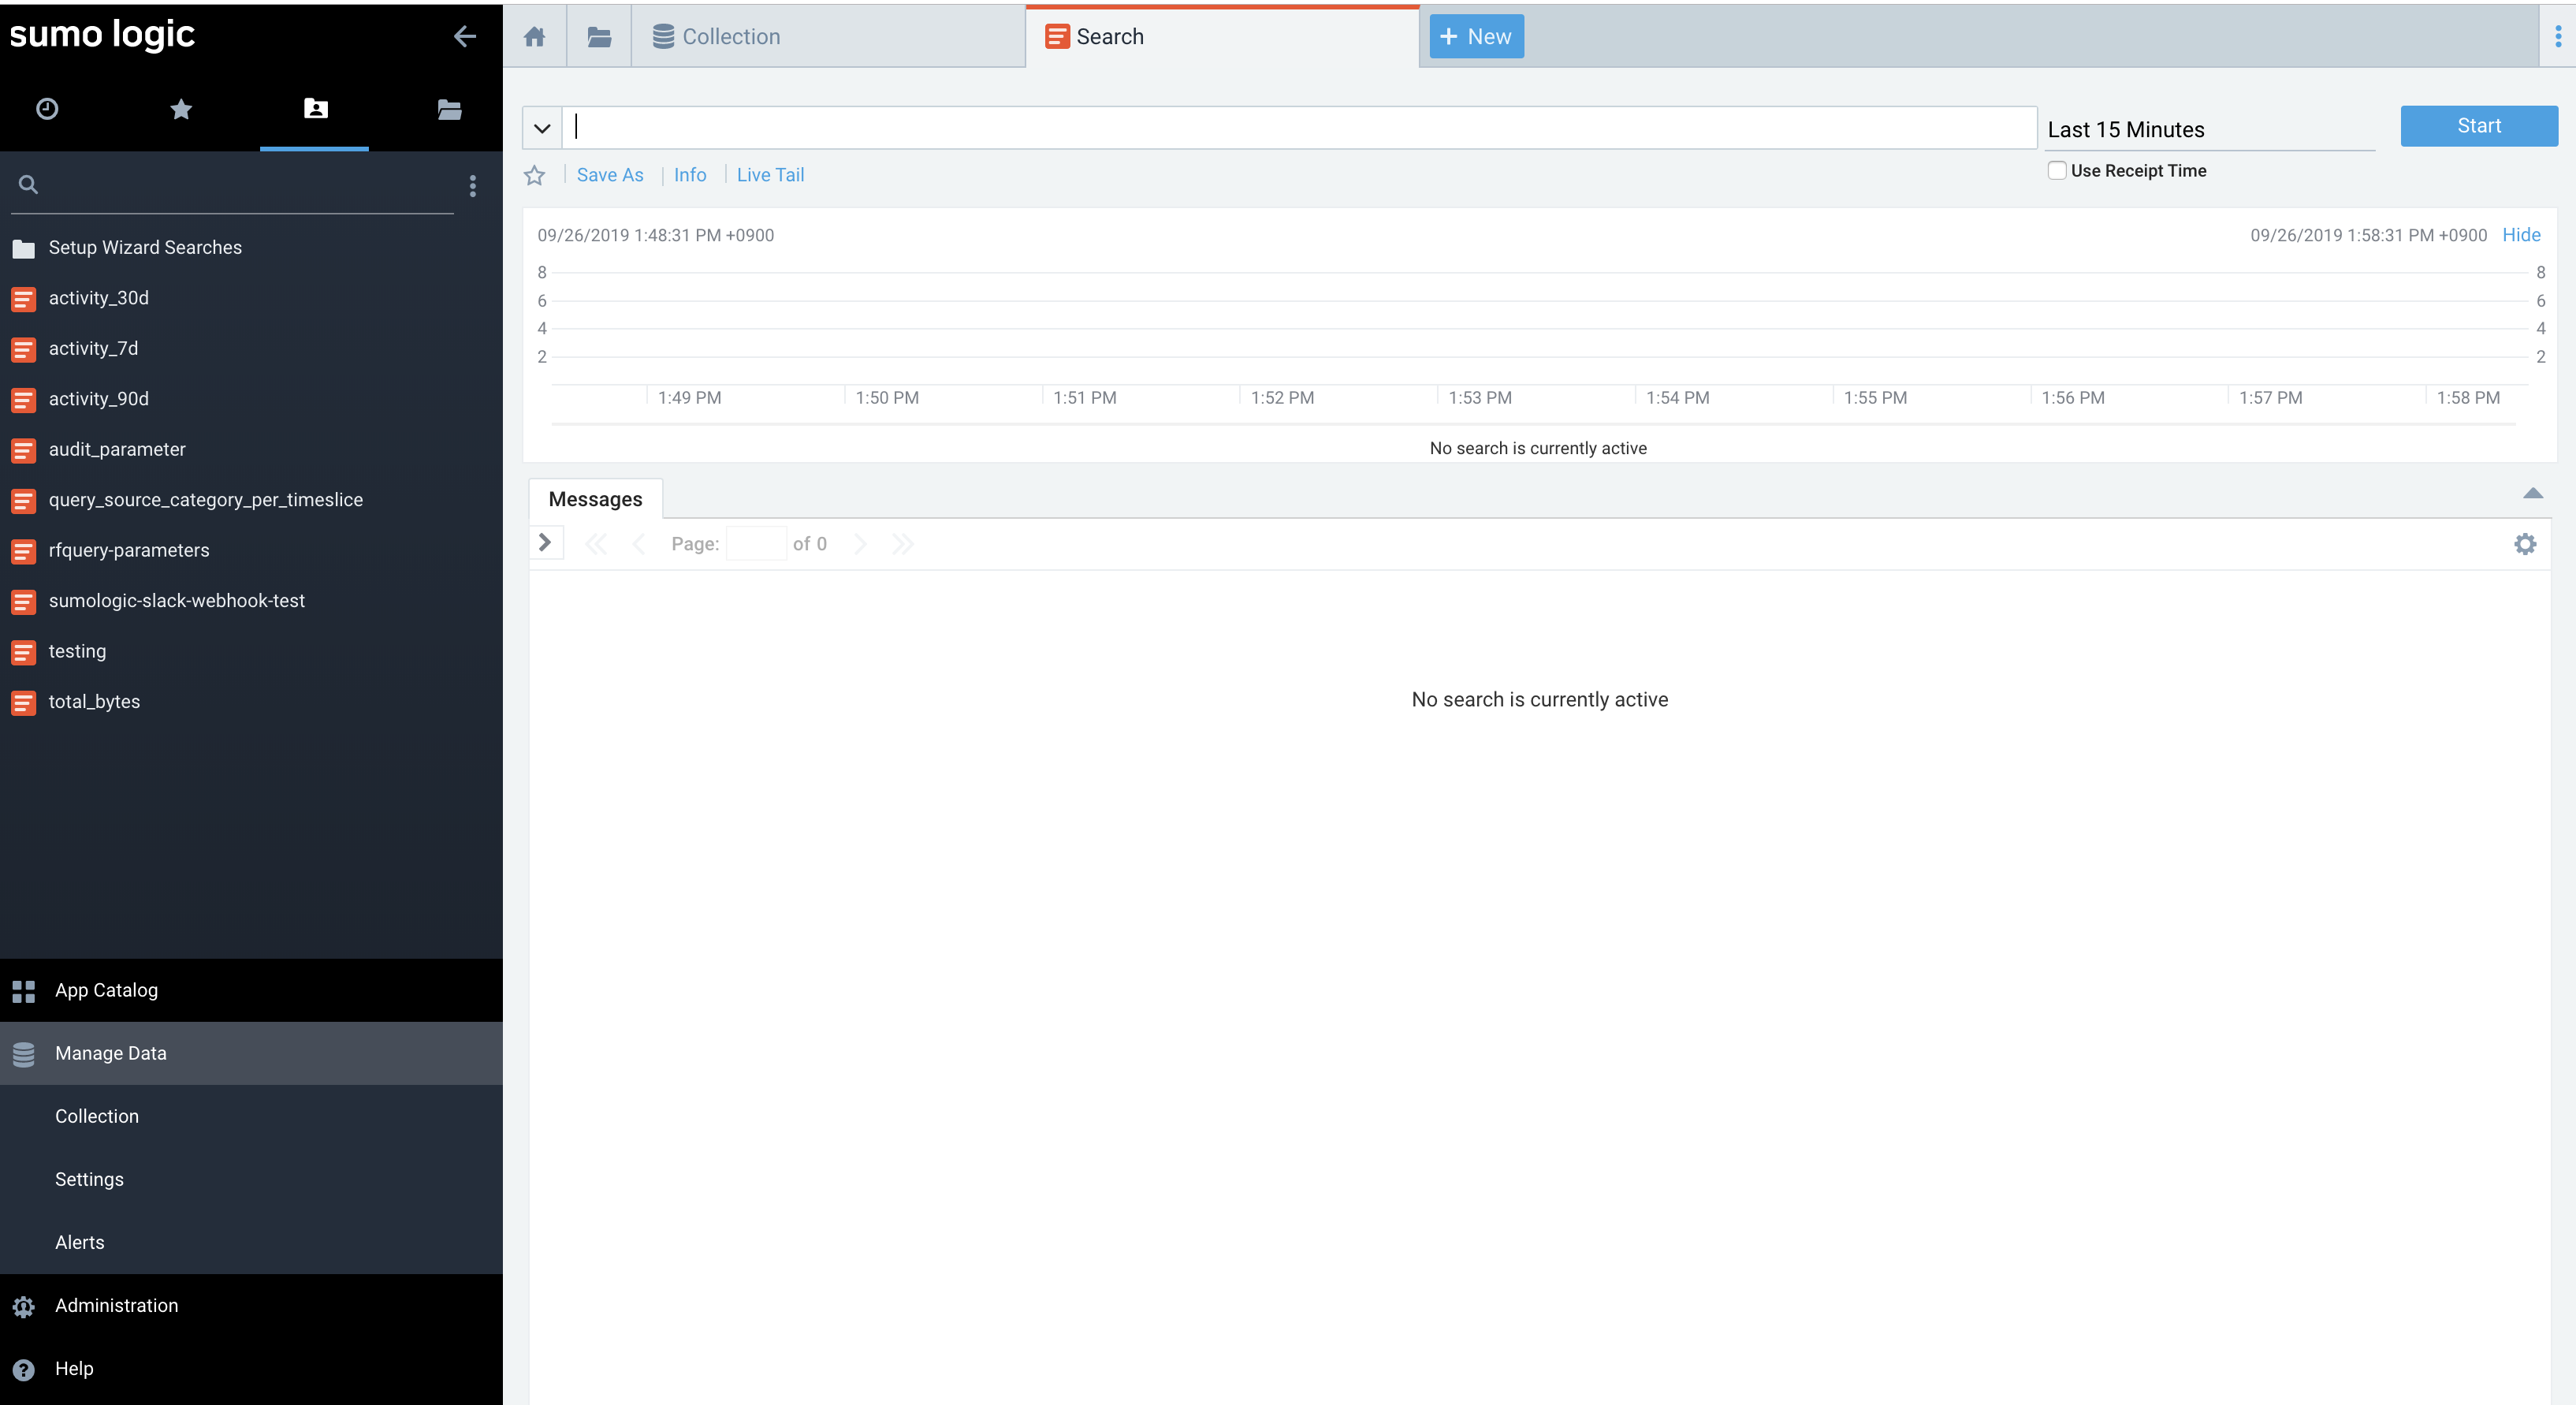 sumo logic
Setup Wizard Searches
activity_30d
activity_7d
activity_90d
audit_parameter
query_source_category_per_timeslice
rfquery-parameters
sumologic-slack-webhook-test
testing
total_bytes
App Catalog
Manage Data
Collection
Settings
Alerts
Administration
Help
Collection
Search
+ New
Last 15 Minutes
Start
Save As
Info
Live Tail
Use Receipt Time
09/26/2019 1:48:31 PM +0900
09/26/2019 1:58:31 PM +0900
Hide
8 8
6 6
4 4
2 2
1:49 PM 1:50 PM 1:51 PM 1:52 PM 1:53 PM 1:54 PM 1:55 PM 1:56 PM 1:57 PM 1:58 PM
No search is currently active
Messages
Page: of 0
No search is currently active